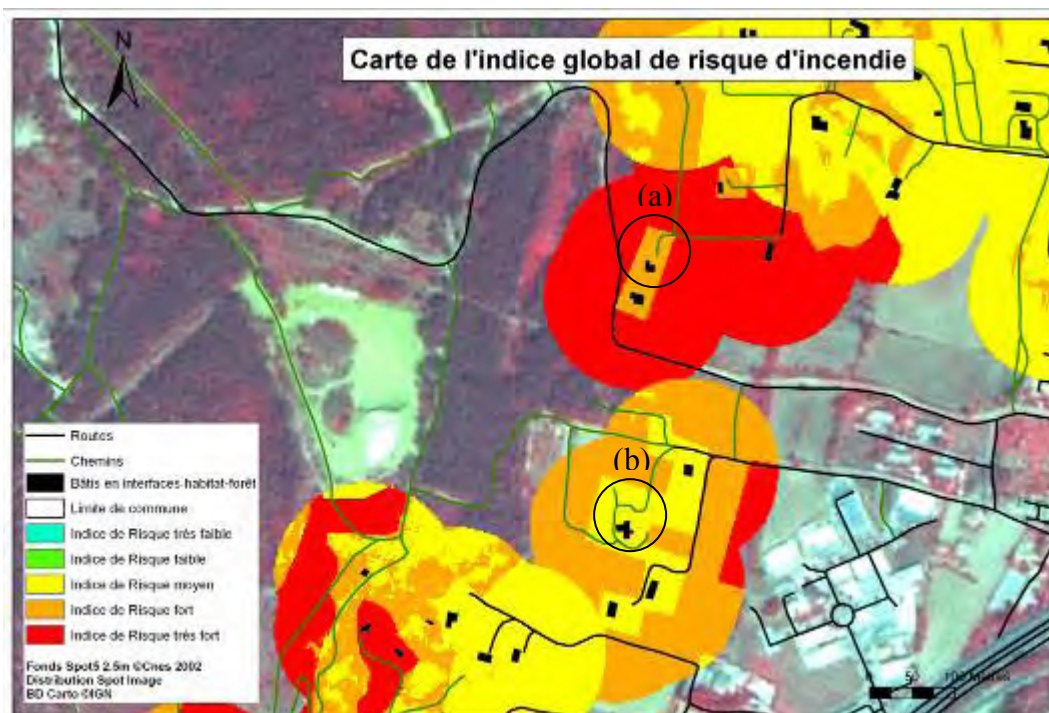 Carte de l'indice global de risque d'incendie
N
(a)
(b)
Routes
Chemins
Bâtis en interfaces-habitat-forêt
Limite de commune
Indice de Risque très faible
Indice de Risque faible
Indice de Risque moyen
Indice de Risque fort
Indice de Risque très fort
Fonds Spot5 2.5m ©Cnes 2002
Distribution Spot Image
BD Carto ©IGN
0 50 100 Mètres